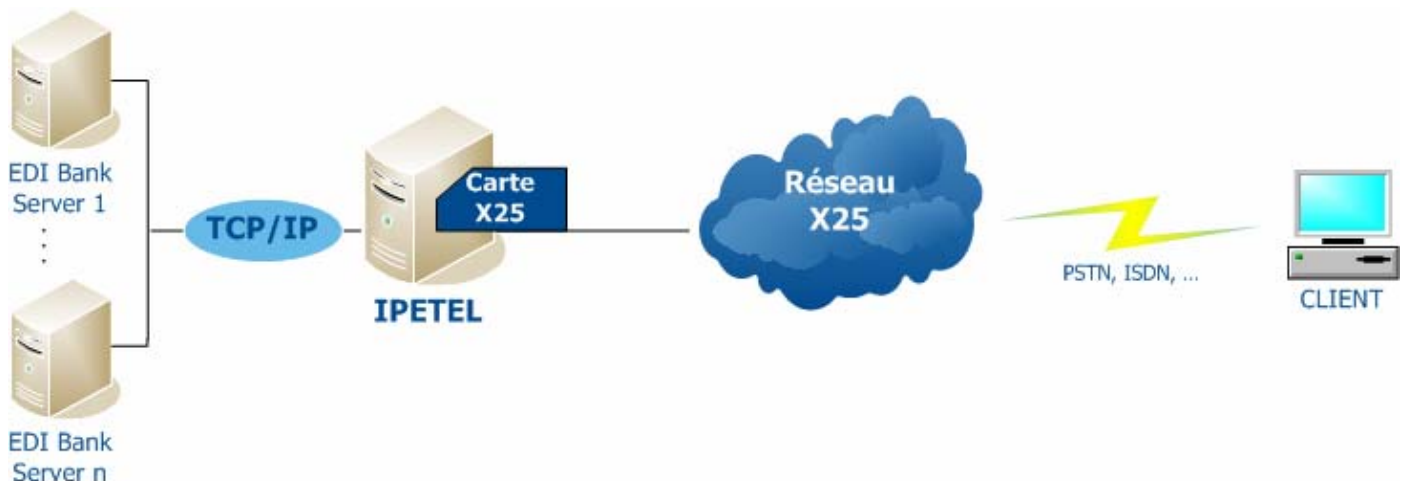 EDI Bank
Server 1
TCP/IP
Carte
X25
IPETEL
Réseau
X25
PSTN, ISDN, ...
CLIENT
EDI Bank
Server n